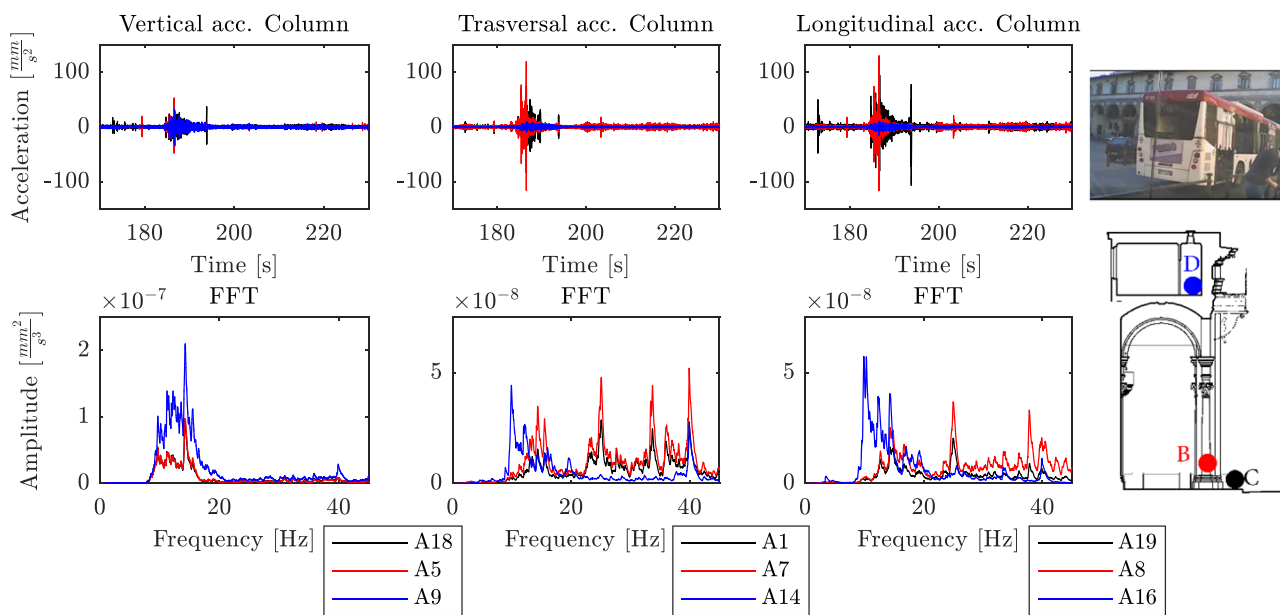 Vertical acc. Column
Trasversal acc. Column
Longitudinal acc. Column
Acceleration [mm/s²]
100
0
-100
180
200
220
Time [s]
100
0
-100
180
200
220
Time [s]
100
0
-100
180
200
220
Time [s]
×10⁻⁷
FFT
×10⁻⁸
FFT
×10⁻⁸
FFT
Amplitude [mm²/s³]
2
1
0
0
20
40
Frequency [Hz]
5
0
0
20
40
Frequency [Hz]
5
0
0
20
40
Frequency [Hz]
A18
A5
A9
A1
A7
A14
A19
A8
A16
D
B
C